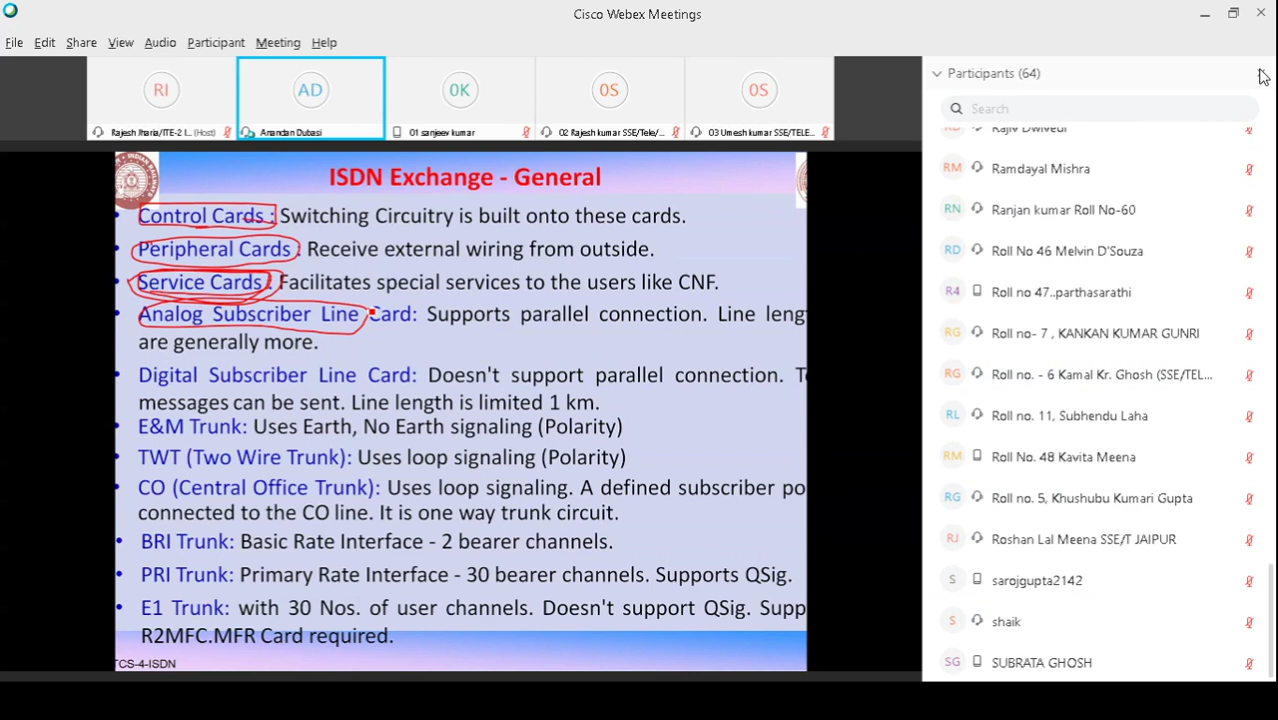 Cisco Webex Meetings
File Edit Share View Audio Participant Meeting Help
RI AD 0K 0S 0S
Rajesh Jharia/ITE-2 I... (Host) Anandan Dubasi 01 sanjeev kumar 02 Rajesh kumar SSE/Tele/... 03 Umesh kumar SSE/TELE...
ISDN Exchange - General
• Control Cards : Switching Circuitry is built onto these cards.
• Peripheral Cards : Receive external wiring from outside.
• Service Cards : Facilitates special services to the users like CNF.
• Analog Subscriber Line Card: Supports parallel connection. Line leng
are generally more.
• Digital Subscriber Line Card: Doesn't support parallel connection. T
messages can be sent. Line length is limited 1 km.
• E&M Trunk: Uses Earth, No Earth signaling (Polarity)
• TWT (Two Wire Trunk): Uses loop signaling (Polarity)
• CO (Central Office Trunk): Uses loop signaling. A defined subscriber po
connected to the CO line. It is one way trunk circuit.
• BRI Trunk: Basic Rate Interface - 2 bearer channels.
• PRI Trunk: Primary Rate Interface - 30 bearer channels. Supports QSig.
• E1 Trunk: with 30 Nos. of user channels. Doesn't support QSig. Supp
R2MFC.MFR Card required.
TCS-4-ISDN
Participants (64)
Search
Rajiv Dwivedi
RM Ramdayal Mishra
RN Ranjan kumar Roll No-60
RD Roll No 46 Melvin D'Souza
R4 Roll no 47..parthasarathi
RG Roll no- 7 , KANKAN KUMAR GUNRI
RG Roll no. - 6 Kamal Kr. Ghosh (SSE/TEL...
RL Roll no. 11, Subhendu Laha
RM Roll No. 48 Kavita Meena
RG Roll no. 5, Khushubu Kumari Gupta
RJ Roshan Lal Meena SSE/T JAIPUR
S sarojgupta2142
S shaik
SG SUBRATA GHOSH